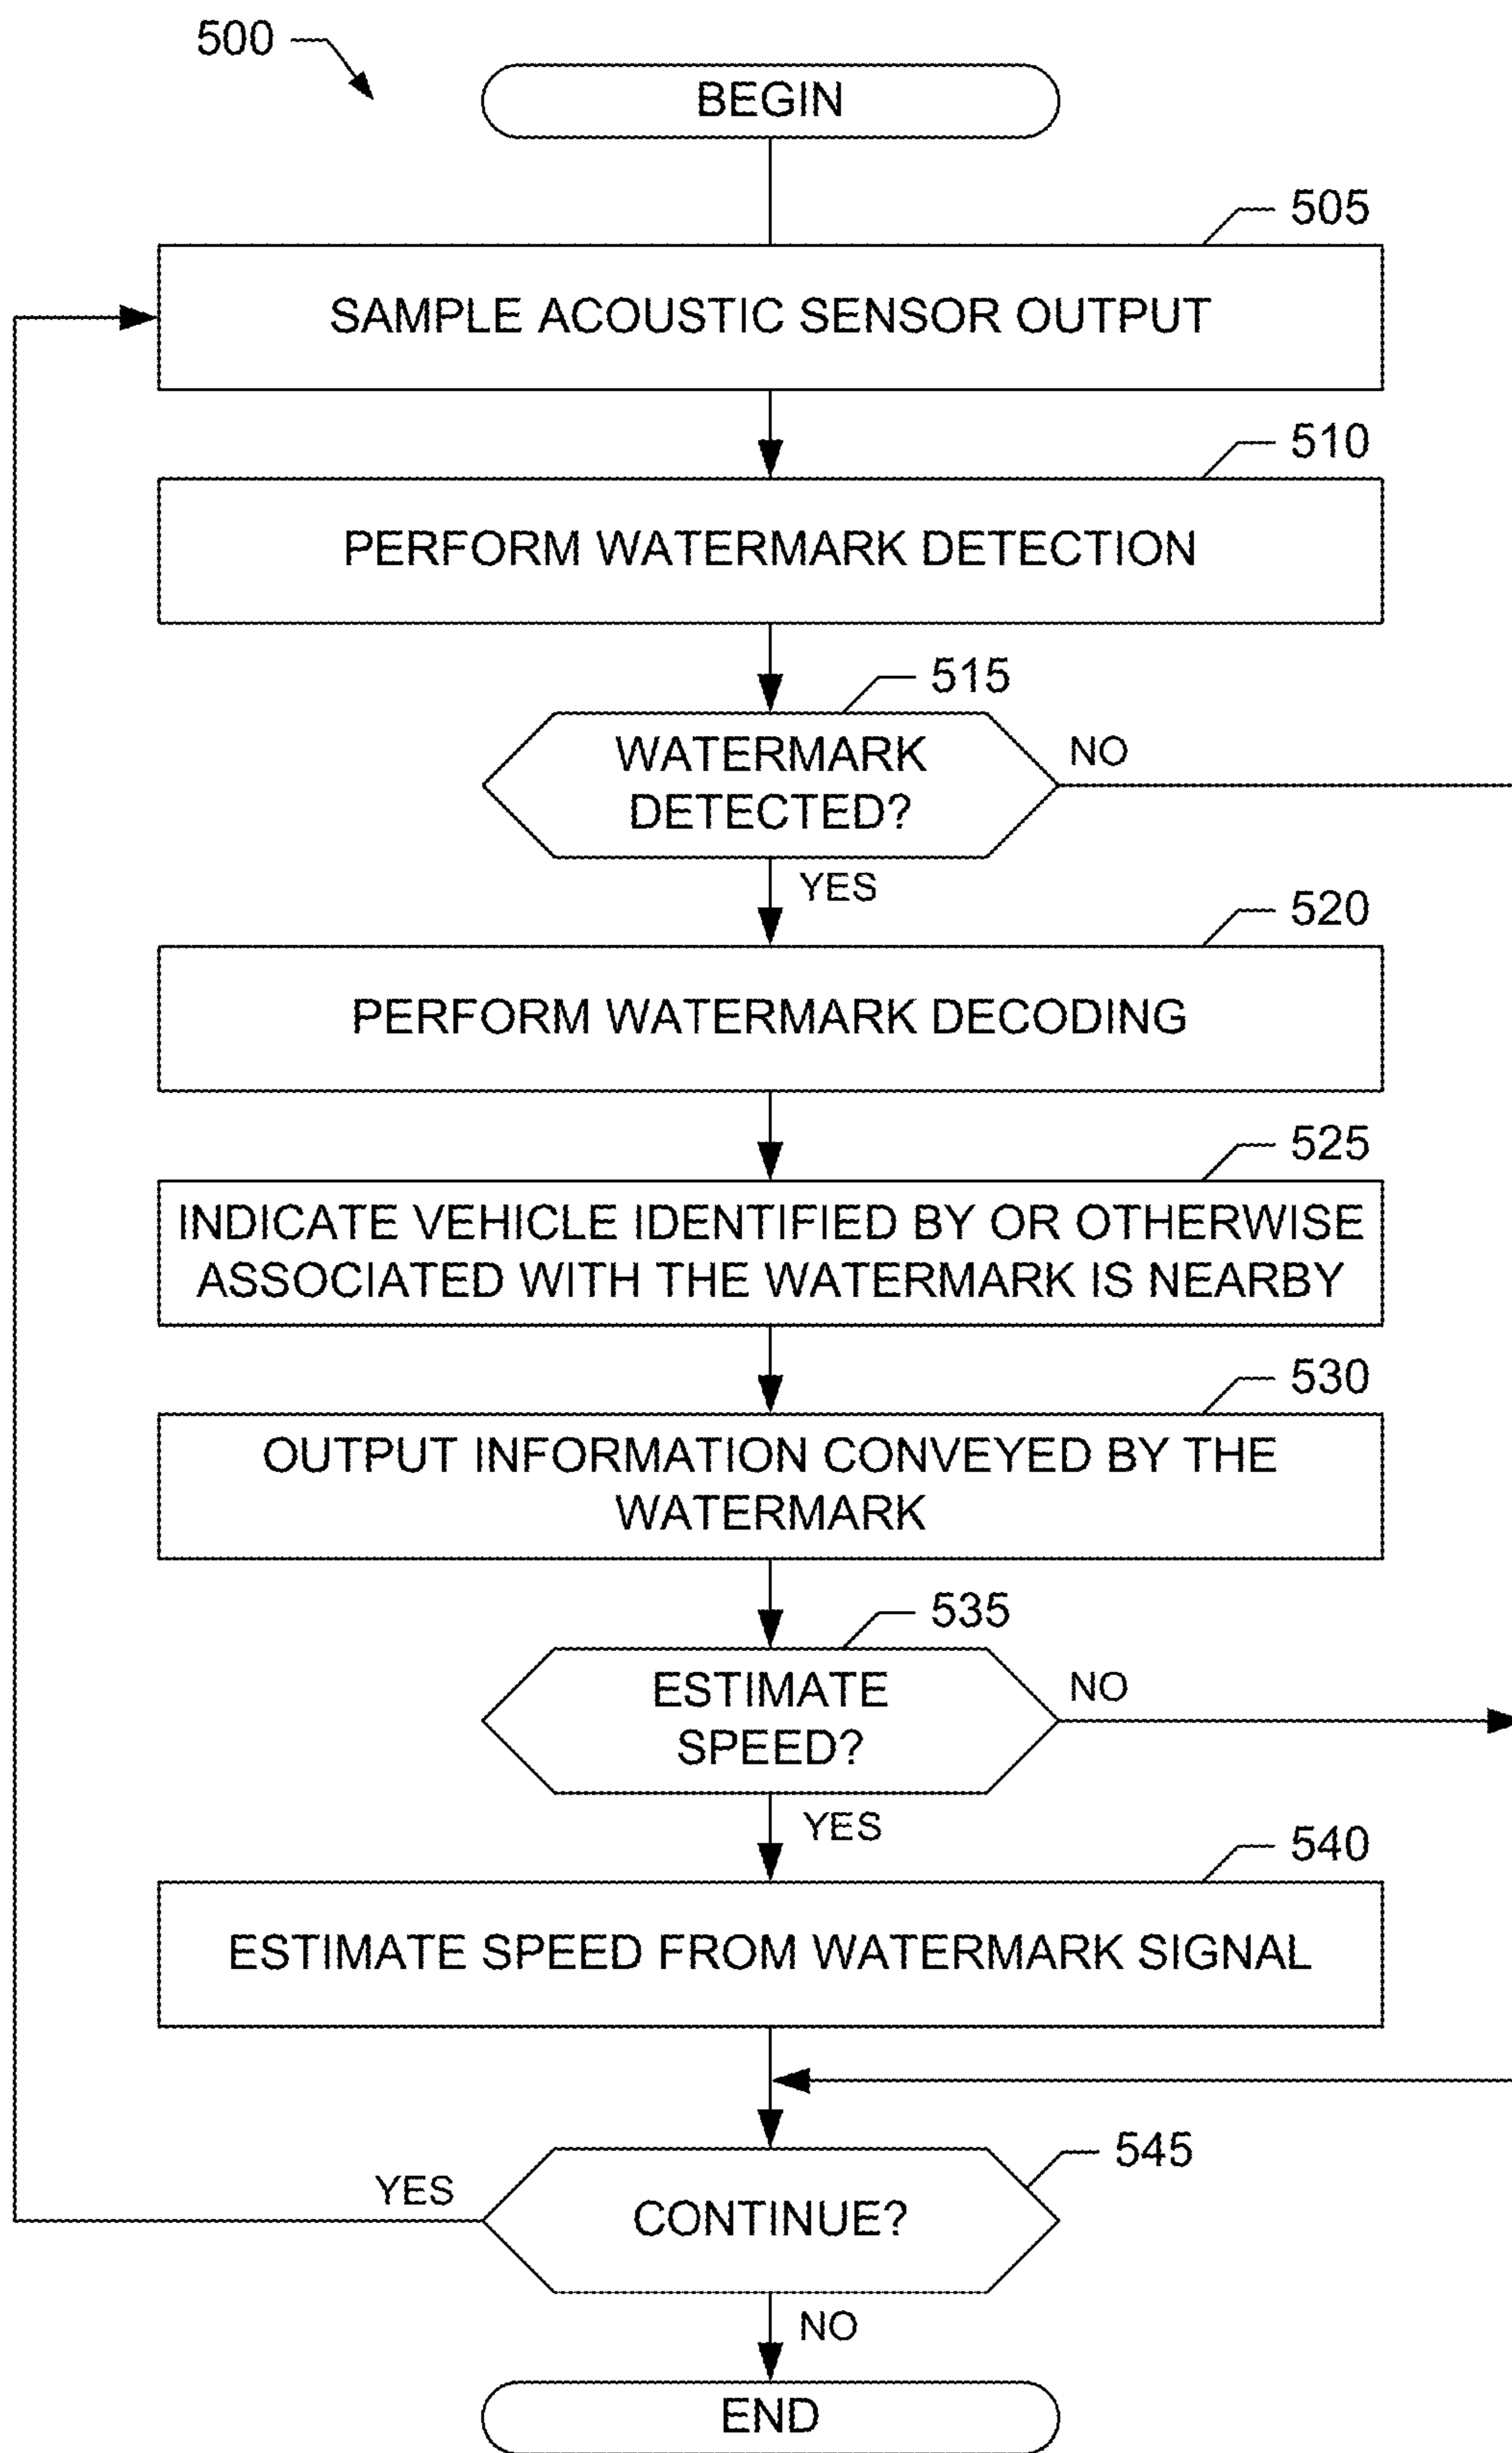 500
BEGIN
505
SAMPLE ACOUSTIC SENSOR OUTPUT
510
PERFORM WATERMARK DETECTION
515
WATERMARK
DETECTED?
NO
YES
520
PERFORM WATERMARK DECODING
525
INDICATE VEHICLE IDENTIFIED BY OR OTHERWISE
ASSOCIATED WITH THE WATERMARK IS NEARBY
530
OUTPUT INFORMATION CONVEYED BY THE
WATERMARK
535
ESTIMATE
SPEED?
NO
YES
540
ESTIMATE SPEED FROM WATERMARK SIGNAL
545
YES
CONTINUE?
NO
END